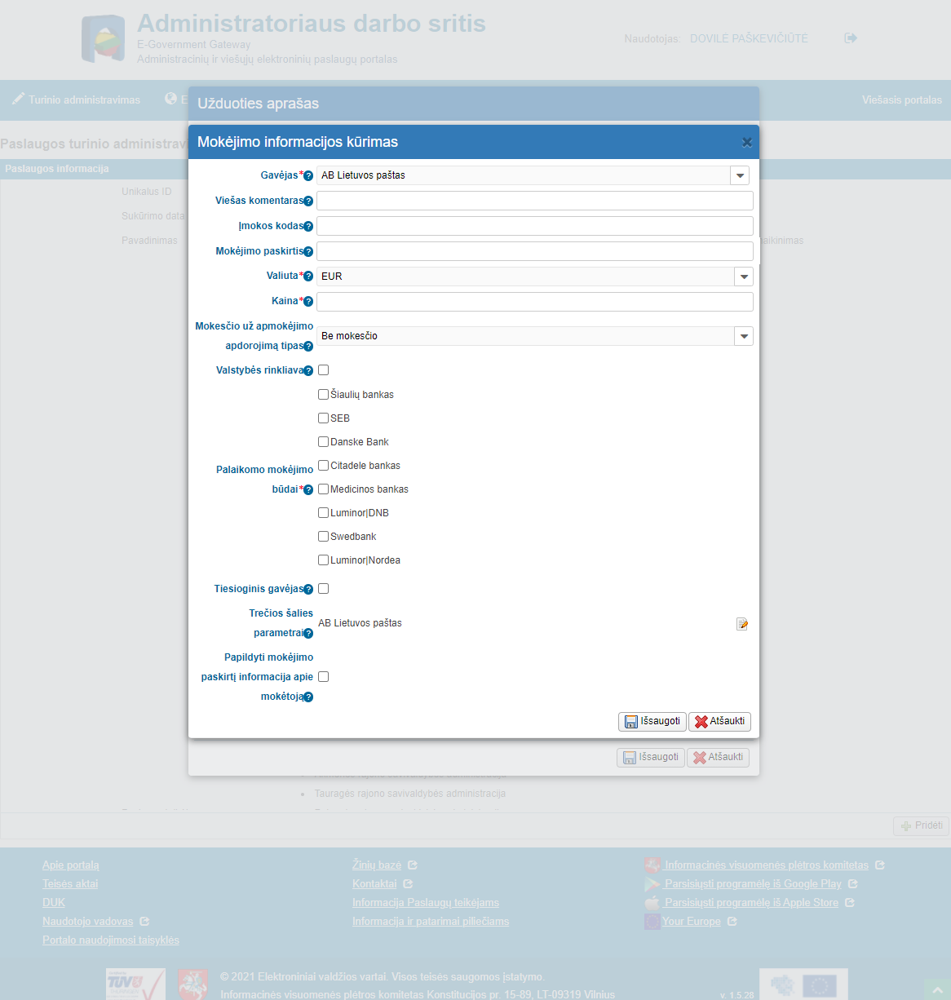 Administratoriaus darbo sritis
E-Government Gateway
Administracinių ir viešųjų elektroninių paslaugų portalas
Naudotojas: DOVILĖ PAŠKEVIČIŪTĖ
Turinio administravimas
E
Viešasis portalas
Užduoties aprašas
Paslaugos turinio administravi
Mokėjimo informacijos kūrimas
Paslaugos informacija
Unikalus ID
Sukūrimo data
Pavadinimas
aikinimas
Gavėjas*
AB Lietuvos paštas
Viešas komentaras
Įmokos kodas
Mokėjimo paskirtis
Valiuta*
EUR
Kaina*
Mokesčio už apmokėjimo
apdorojimą tipas
Be mokesčio
Valstybės rinkliava
Šiaulių bankas
SEB
Danske Bank
Citadele bankas
Palaikomo mokėjimo
būdai*
Medicinos bankas
Luminor|DNB
Swedbank
Luminor|Nordea
Tiesioginis gavėjas
Trečios šalies
parametrai
AB Lietuvos paštas
Papildyti mokėjimo
paskirtį informacija apie
mokėtoją
Išsaugoti Atšaukti
Išsaugoti Atšaukti
Tauragės rajono savivaldybės administracija
Pridėti
Apie portalą
Teisės aktai
DUK
Naudotojo vadovas
Portalo naudojimosi taisyklės
Žinių bazė
Kontaktai
Informacija Paslaugų teikėjams
Informacija ir patarimai piliečiams
Informacinės visuomenės plėtros komitetas
Parsisiųsti programėlę iš Google Play
Parsisiųsti programėlę iš Apple Store
Your Europe
TÜV
© 2021 Elektroniniai valdžios vartai. Visos teisės saugomos įstatymo.
Informacinės visuomenės plėtros komitetas Konstitucijos pr. 15-89, LT-09319 Vilnius
v. 1.5.28